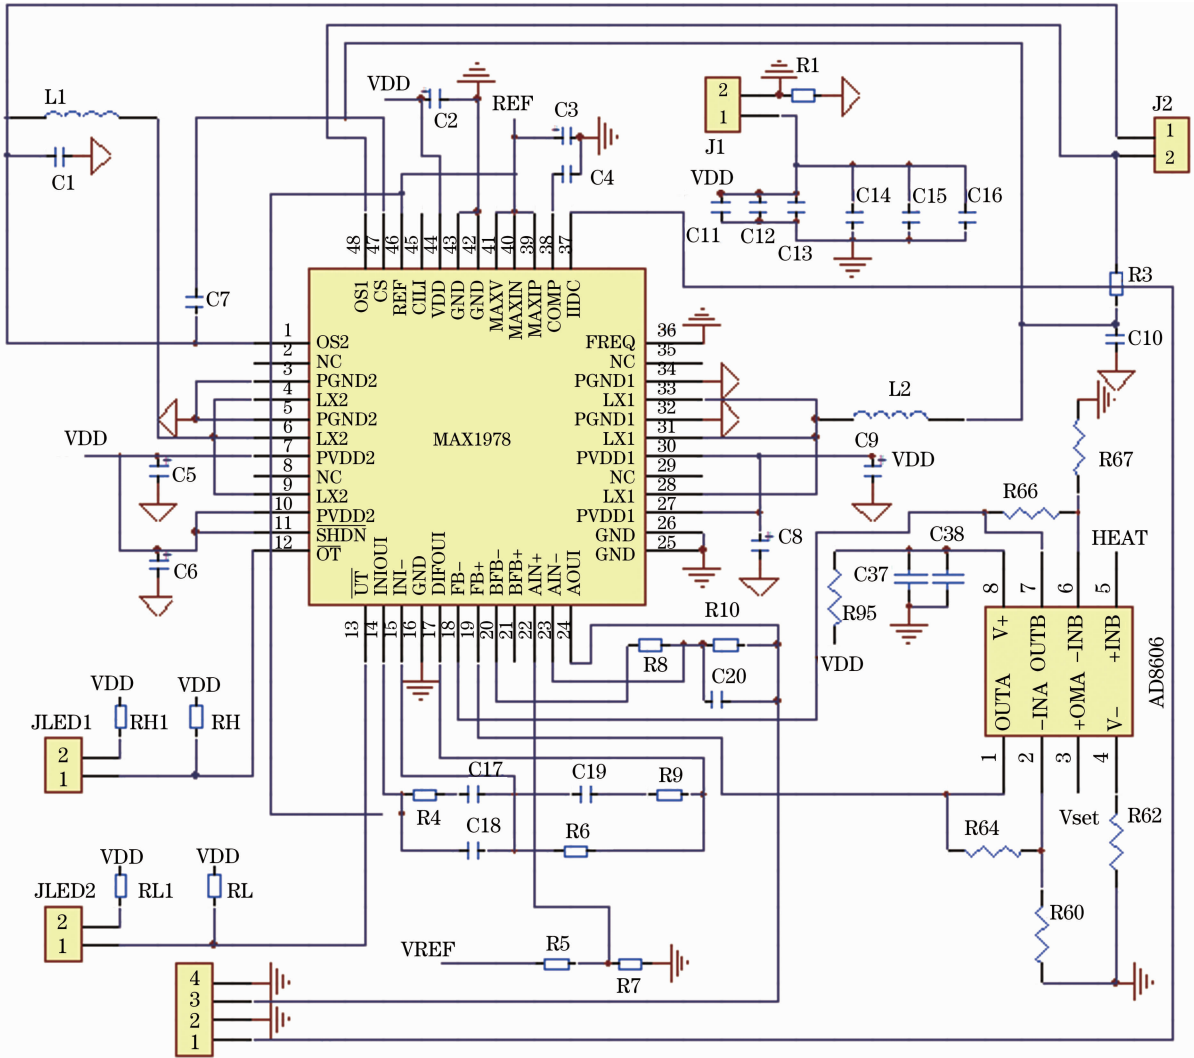 L1
C1
VDD
C2
REF
C3
C4
R1
2
1
J1
J2
1
2
VDD
C11
C12
C13
C14
C15
C16
C7
R3
C10
48
47
46
45
44
43
42
41
40
39
38
37
OS1
CS
REF
CILI
VDD
GND
GND
MAXV
MAXIN
MAXIP
COMP
IIDC
1 OS2
2 NC
3 PGND2
4 LX2
5 PGND2
6 LX2
7 PVDD2
8 NC
9 LX2
10 PVDD2
11 SHDN
12 OT
MAX1978
FREQ 36
NC 35
PGND1 34
LX1 33
PGND1 32
LX1 31
PVDD1 30
NC 29
LX1 28
PVDD1 27
GND 26
GND 25
VDD
C5
C6
L2
C9
VDD
C8
UT
INIOUI
INI−
GND
DIFOUI
FB−
FB+
BFB−
BFB+
AIN+
AIN−
AOUI
13
14
15
16
17
18
19
20
21
22
23
24
R67
R66
HEAT
C37
C38
R95
VDD
8
7
6
5
V+
OUTB
−INB
+INB
OUTA
−INA
+OMA
V−
AD8606
1
2
3
4
Vset
R62
R64
R60
R10
R8
C20
VDD
VDD
JLED1
RH1
RH
2
1
C17
C19
R9
R4
C18
R6
VDD
VDD
JLED2
RL1
RL
2
1
VREF
R5
R7
4
3
2
1